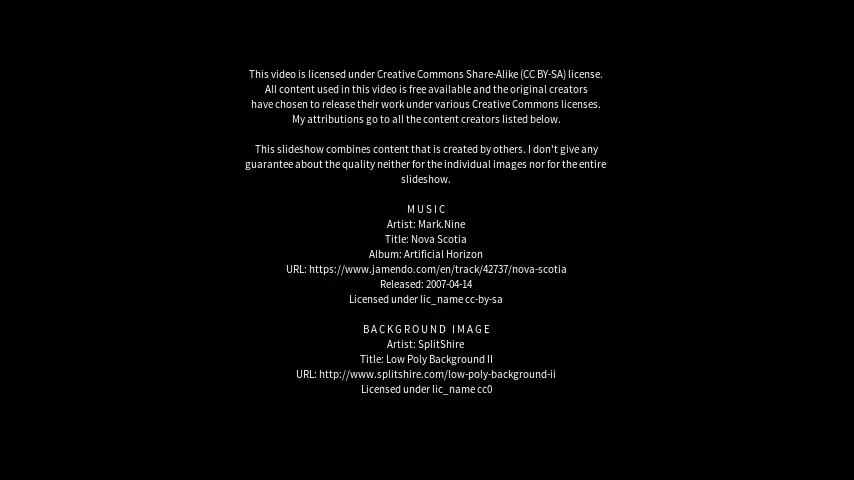 This video is licensed under Creative Commons Share-Alike (CC BY-SA) license.
All content used in this video is free available and the original creators
have chosen to release their work under various Creative Commons licenses.
My attributions go to all the content creators listed below.
This slideshow combines content that is created by others. I don't give any
guarantee about the quality neither for the individual images nor for the entire
slideshow.
MUSIC
Artist: Mark.Nine
Title: Nova Scotia
Album: Artificial Horizon
URL: https://www.jamendo.com/en/track/42737/nova-scotia
Released: 2007-04-14
Licensed under lic_name cc-by-sa
BACKGROUND IMAGE
Artist: SplitShire
Title: Low Poly Background II
URL: http://www.splitshire.com/low-poly-background-ii
Licensed under lic_name cc0